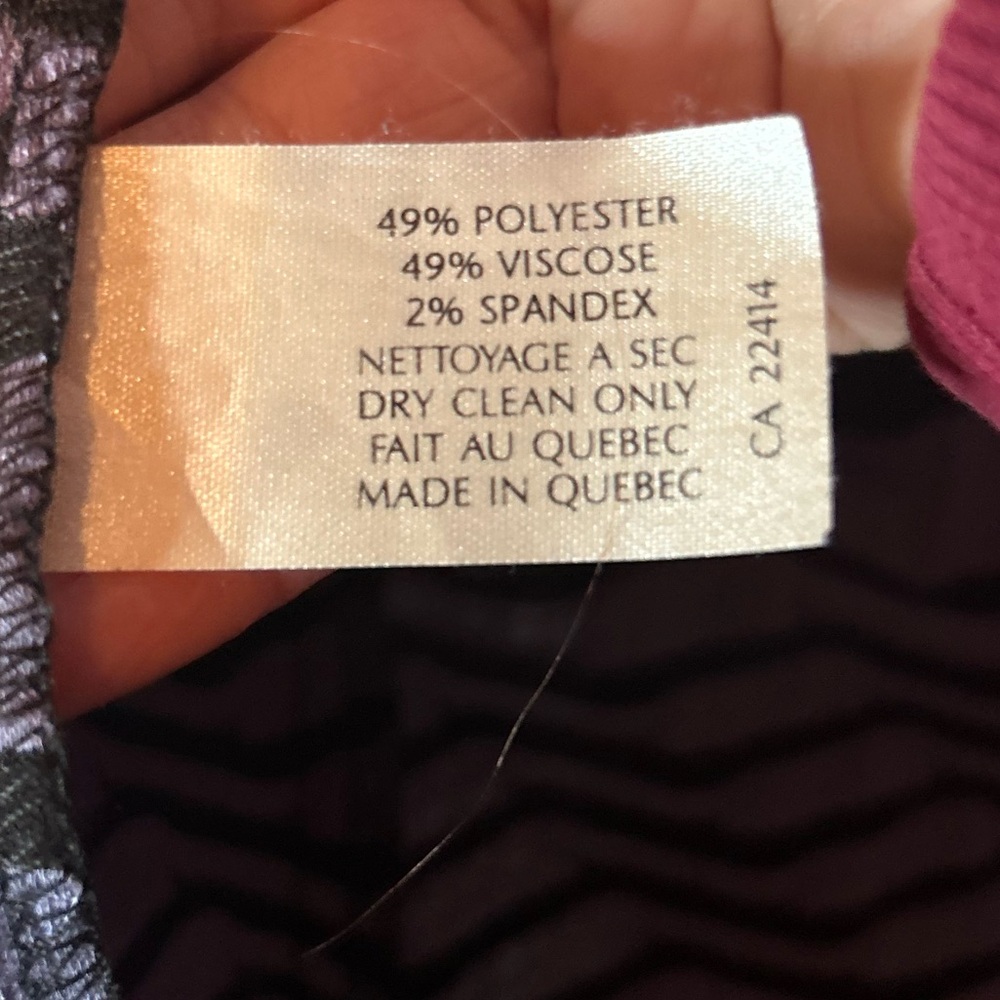 49% POLYESTER
49% VISCOSE
2% SPANDEX
NETTOYAGE A SEC
DRY CLEAN ONLY
FAIT AU QUEBEC
MADE IN QUEBEC
CA 22414